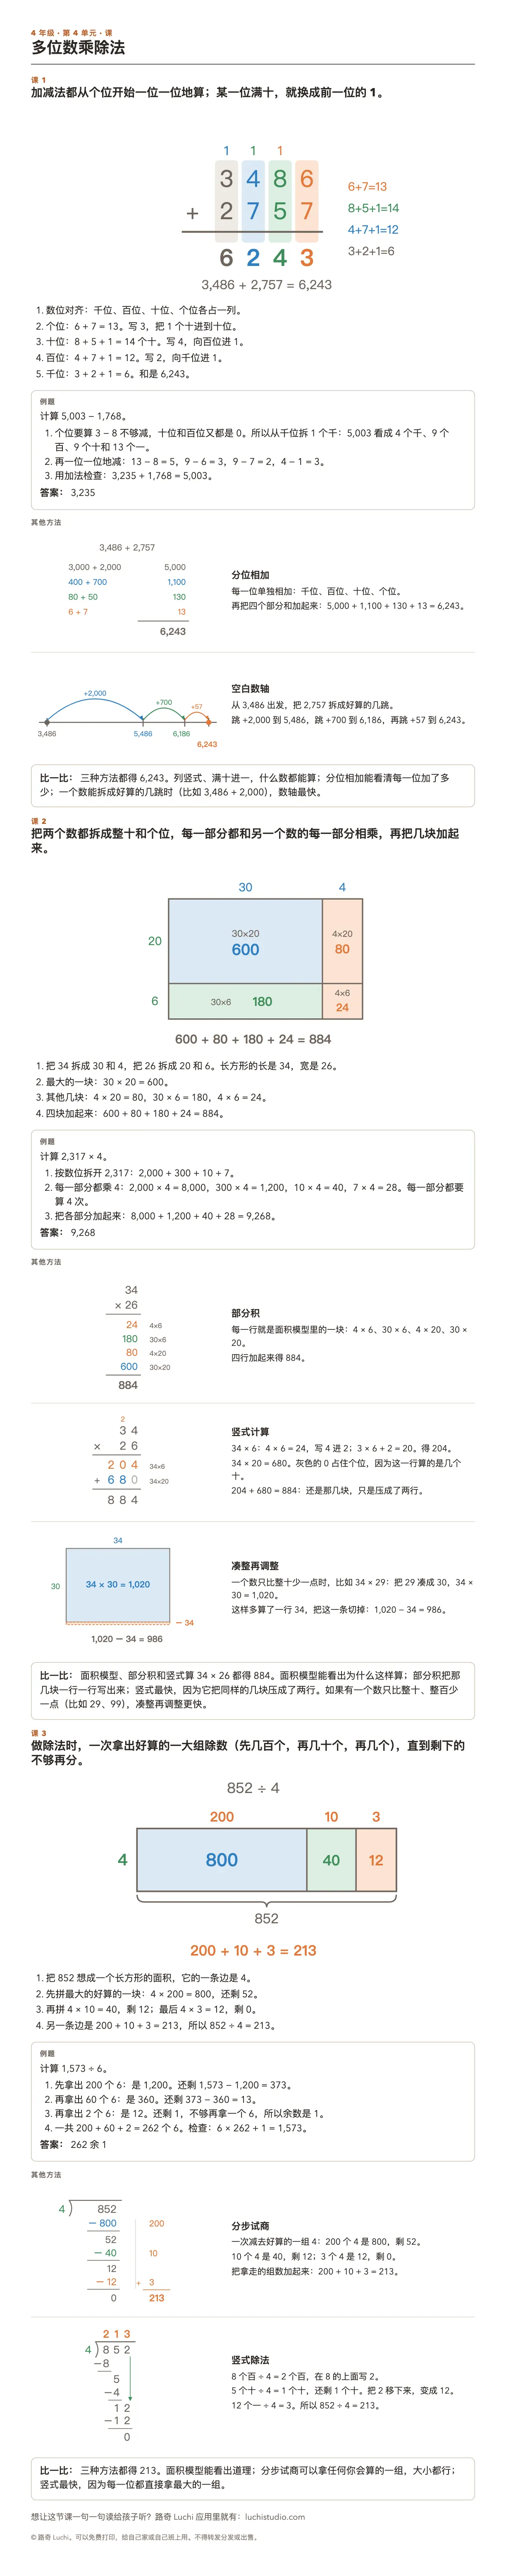 4 年级 · 第 4 单元 · 课
多位数乘除法
课 1
加减法都从个位开始一位一位地算；某一位满十，就换成前一位的 1。
1 1 1
3 4 8 6
6+7=13
+ 2 7 5 7
8+5+1=14
4+7+1=12
6 2 4 3
3+2+1=6
3,486 + 2,757 = 6,243
1. 数位对齐：千位、百位、十位、个位各占一列。
2. 个位：6 + 7 = 13。写 3，把 1 个十进到十位。
3. 十位：8 + 5 + 1 = 14 个十。写 4，向百位进 1。
4. 百位：4 + 7 + 1 = 12。写 2，向千位进 1。
5. 千位：3 + 2 + 1 = 6。和是 6,243。
例题
计算 5,003 − 1,768。
1. 个位要算 3 − 8 不够减，十位和百位又都是 0。所以从千位拆 1 个千：5,003 看成 4 个千、9 个
百、9 个十和 13 个一。
2. 再一位一位地减：13 − 8 = 5，9 − 6 = 3，9 − 7 = 2，4 − 1 = 3。
3. 用加法检查：3,235 + 1,768 = 5,003。
答案： 3,235
其他方法
3,486 + 2,757
3,000 + 2,000 5,000
400 + 700 1,100
80 + 50 130
6 + 7 13
6,243
分位相加
每一位单独相加：千位、百位、十位、个位。
再把四个部分和加起来：5,000 + 1,100 + 130 + 13 = 6,243。
+2,000
+700
+57
3,486 5,486 6,186
6,243
空白数轴
从 3,486 出发，把 2,757 拆成好算的几跳。
跳 +2,000 到 5,486，跳 +700 到 6,186，再跳 +57 到 6,243。
比一比： 三种方法都得 6,243。列竖式、满十进一，什么数都能算；分位相加能看清每一位加了多
少；一个数能拆成好算的几跳时（比如 3,486 + 2,000），数轴最快。
课 2
把两个数都拆成整十和个位，每一部分都和另一个数的每一部分相乘，再把几块加起
来。
30 4
20
30×20
600
4×20
80
6
30×6 180
4×6
24
600 + 80 + 180 + 24 = 884
1. 把 34 拆成 30 和 4，把 26 拆成 20 和 6。长方形的长是 34，宽是 26。
2. 最大的一块：30 × 20 = 600。
3. 其他几块：4 × 20 = 80，30 × 6 = 180，4 × 6 = 24。
4. 四块加起来：600 + 80 + 180 + 24 = 884。
例题
计算 2,317 × 4。
1. 按数位拆开 2,317：2,000 + 300 + 10 + 7。
2. 每一部分都乘 4：2,000 × 4 = 8,000，300 × 4 = 1,200，10 × 4 = 40，7 × 4 = 28。每一部分都要
算 4 次。
3. 把各部分加起来：8,000 + 1,200 + 40 + 28 = 9,268。
答案： 9,268
其他方法
34
× 26
24 4×6
180 30×6
80 4×20
600 30×20
884
部分积
每一行就是面积模型里的一块：4 × 6、30 × 6、4 × 20、30 ×
20。
四行加起来得 884。
2
3 4
× 2 6
2 0 4 34×6
+ 6 8 0 34×20
8 8 4
竖式计算
34 × 6：4 × 6 = 24，写 4 进 2；3 × 6 + 2 = 20。得 204。
34 × 20 = 680。灰色的 0 占住个位，因为这一行算的是几个
十。
204 + 680 = 884：还是那几块，只是压成了两行。
34
30
34 × 30 = 1,020
− 34
1,020 − 34 = 986
凑整再调整
一个数只比整十少一点时，比如 34 × 29：把 29 凑成 30，34 ×
30 = 1,020。
这样多算了一行 34，把这一条切掉：1,020 − 34 = 986。
比一比： 面积模型、部分积和竖式算 34 × 26 都得 884。面积模型能看出为什么这样算；部分积把那
几块一行一行写出来；竖式最快，因为它把同样的几块压成了两行。如果有一个数只比整十、整百少
一点（比如 29、99），凑整再调整更快。
课 3
做除法时，一次拿出好算的一大组除数（先几百个，再几十个，再几个），直到剩下的
不够再分。
852 ÷ 4
200 10 3
4 800 40 12
852
200 + 10 + 3 = 213
1. 把 852 想成一个长方形的面积，它的一条边是 4。
2. 先拼最大的好算的一块：4 × 200 = 800，还剩 52。
3. 再拼 4 × 10 = 40，剩 12；最后 4 × 3 = 12，剩 0。
4. 另一条边是 200 + 10 + 3 = 213，所以 852 ÷ 4 = 213。
例题
计算 1,573 ÷ 6。
1. 先拿出 200 个 6：是 1,200。还剩 1,573 − 1,200 = 373。
2. 再拿出 60 个 6：是 360。还剩 373 − 360 = 13。
3. 再拿出 2 个 6：是 12。还剩 1，不够再拿一个 6，所以余数是 1。
4. 一共 200 + 60 + 2 = 262 个 6。检查：6 × 262 + 1 = 1,573。
答案： 262 余 1
其他方法
4 ) 852
− 800 200
52
− 40 10
12
− 12 + 3
0 213
分步试商
一次减去好算的一组 4：200 个 4 是 800，剩 52。
10 个 4 是 40，剩 12；3 个 4 是 12，剩 0。
把拿走的组数加起来：200 + 10 + 3 = 213。
2 1 3
4 ) 8 5 2
−8
5
−4
1 2
−1 2
0
竖式除法
8 个百 ÷ 4 = 2 个百，在 8 的上面写 2。
5 个十 ÷ 4 = 1 个十，还剩 1 个十。把 2 移下来，变成 12。
12 个一 ÷ 4 = 3。所以 852 ÷ 4 = 213。
比一比： 三种方法都得 213。面积模型能看出道理；分步试商可以拿任何你会算的一组，大小都行；
竖式最快，因为每一位都直接拿最大的一组。
想让这节课一句一句读给孩子听？路奇 Luchi 应用里就有：luchistudio.com
© 路奇 Luchi。可以免费打印，给自己家或自己班上用。不得转发分发或出售。